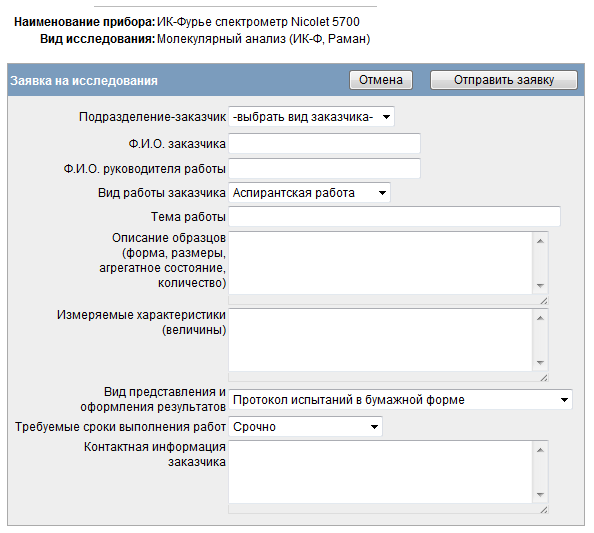 Наименование прибора: ИК-Фурье спектрометр Nicolet 5700
Вид исследования: Молекулярный анализ (ИК-Ф, Раман)
Заявка на исследования Отмена Отправить заявку
Подразделение-заказчик -выбрать вид заказчика-
Ф.И.О. заказчика
Ф.И.О. руководителя работы
Вид работы заказчика Аспирантская работа
Тема работы
Описание образцов
(форма, размеры,
агрегатное состояние,
количество)
Измеряемые характеристики
(величины)
Вид представления и
оформления результатов Протокол испытаний в бумажной форме
Требуемые сроки выполнения работ Срочно
Контактная информация
заказчика